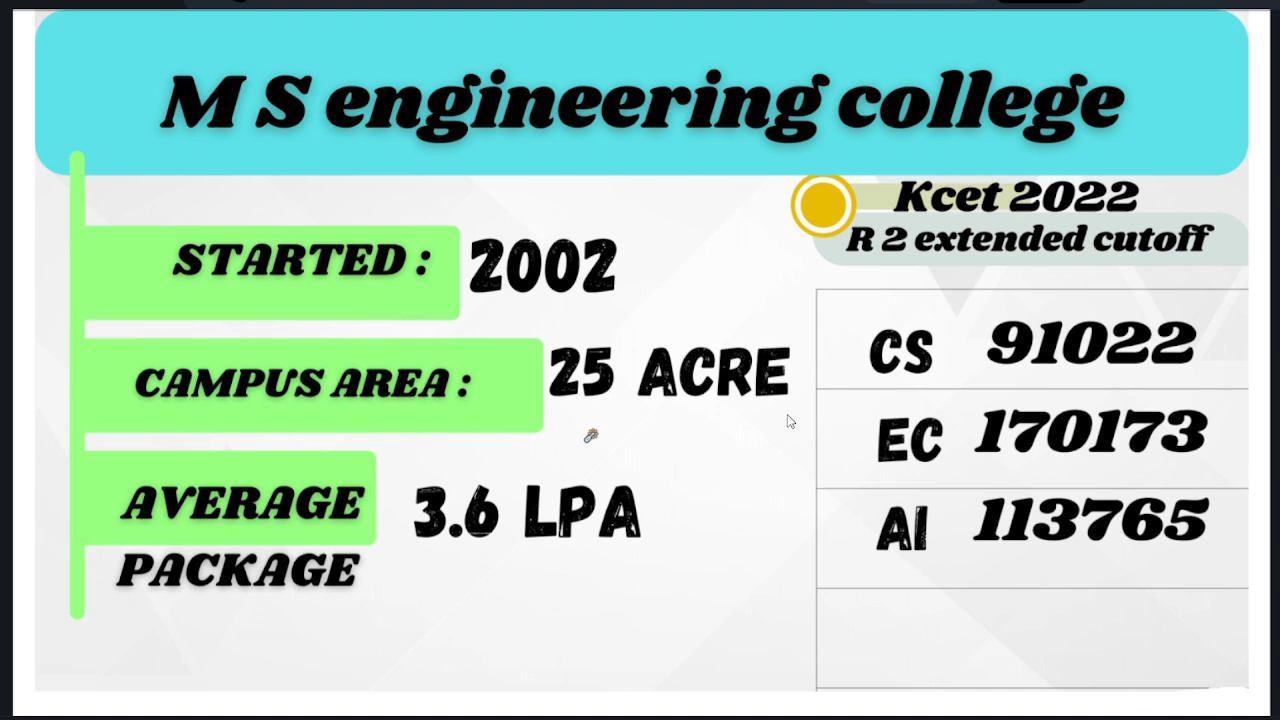 M S engineering college
Kcet 2022
R 2 extended cutoff
STARTED : 2002
CAMPUS AREA : 25 ACRE
AVERAGE PACKAGE 3.6 LPA
CS 91022
EC 170173
AI 113765